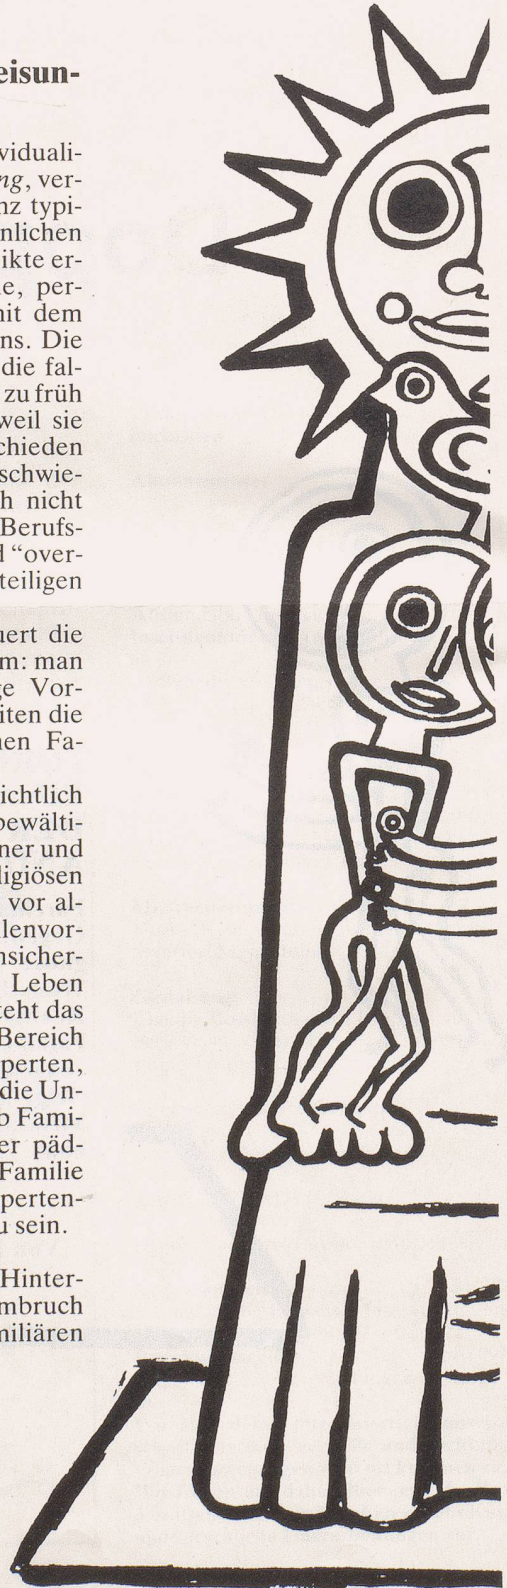 eisun-
viduali-
ng, ver-
nz typi-
nlichen
ikte er-
e, per-
nit dem
ns. Die
die fal-
zu früh
weil sie
chieden
schwie-
h nicht
Berufs-
d “over-
teiligen
uert die
m: man
ge Vor-
iten die
nen Fa-
ichtlich
bewälti-
ner und
ligiösen
vor al-
llenvor-
nsicher-
Leben
teht das
Bereich
perten,
die Un-
b Fami-
er päd-
Familie
xperten-
u sein.
Hinter-
mbruch
miliären